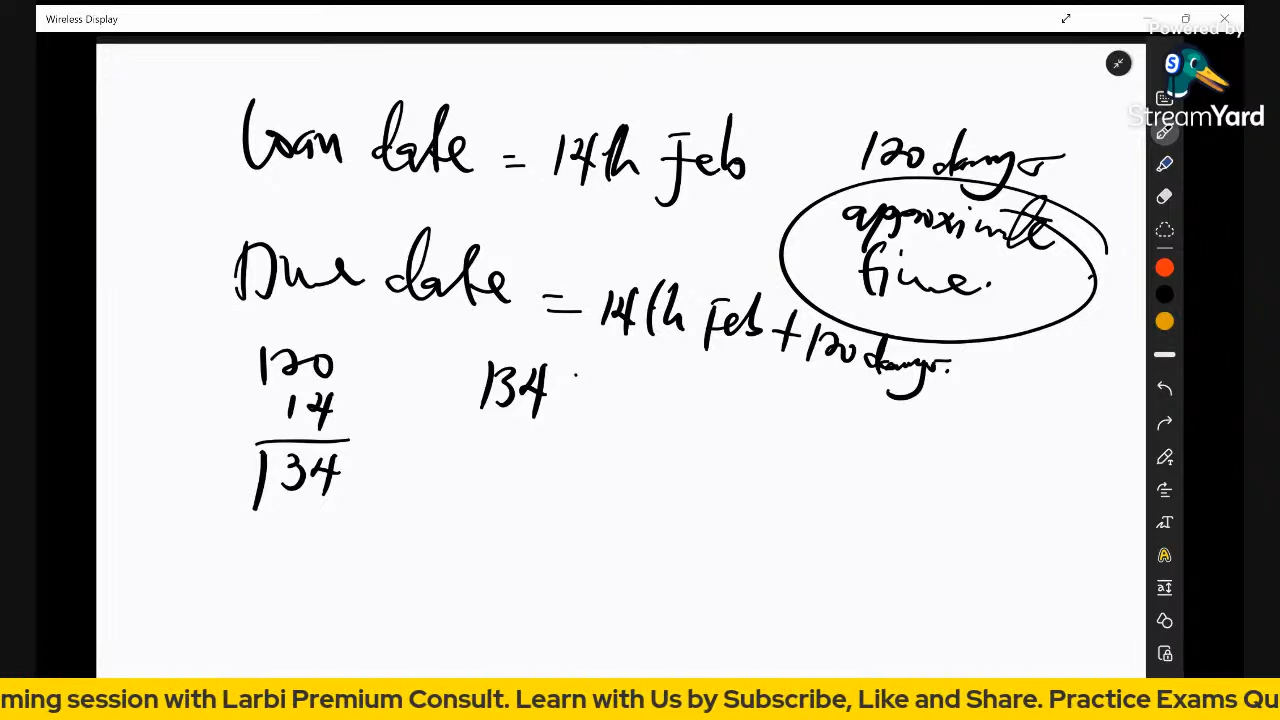 Wireless Display
Powered by
StreamYard
Loan date = 14th Feb
120 days
approximate
time.
Due date = 14th Feb + 120 days.
120
14
134
134
ming session with Larbi Premium Consult. Learn with Us by Subscribe, Like and Share. Practice Exams Qu